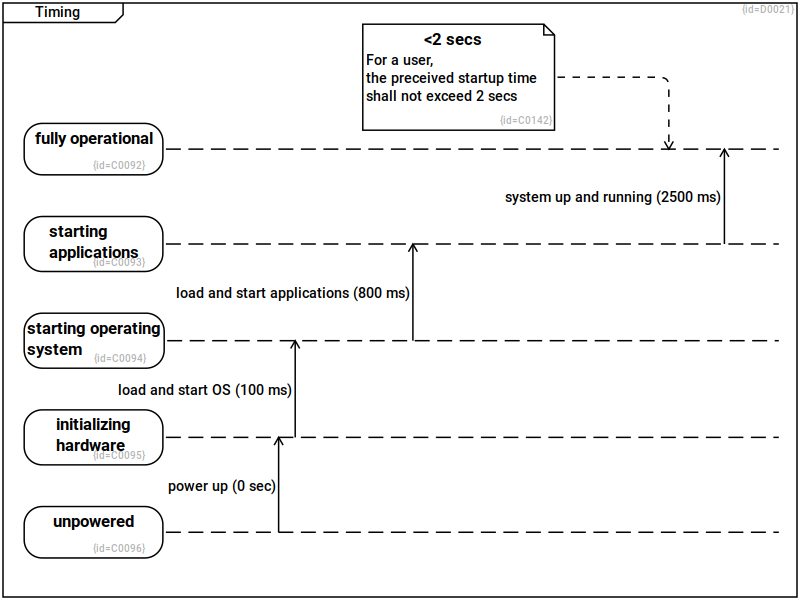 Timing
{id=D0021}
<2 secs
For a user,
the preceived startup time
shall not exceed 2 secs
{id=C0142}
fully operational
{id=C0092}
system up and running (2500 ms)
starting
applications
{id=C0093}
load and start applications (800 ms)
starting operating
system
{id=C0094}
load and start OS (100 ms)
initializing
hardware
{id=C0095}
power up (0 sec)
unpowered
{id=C0096}